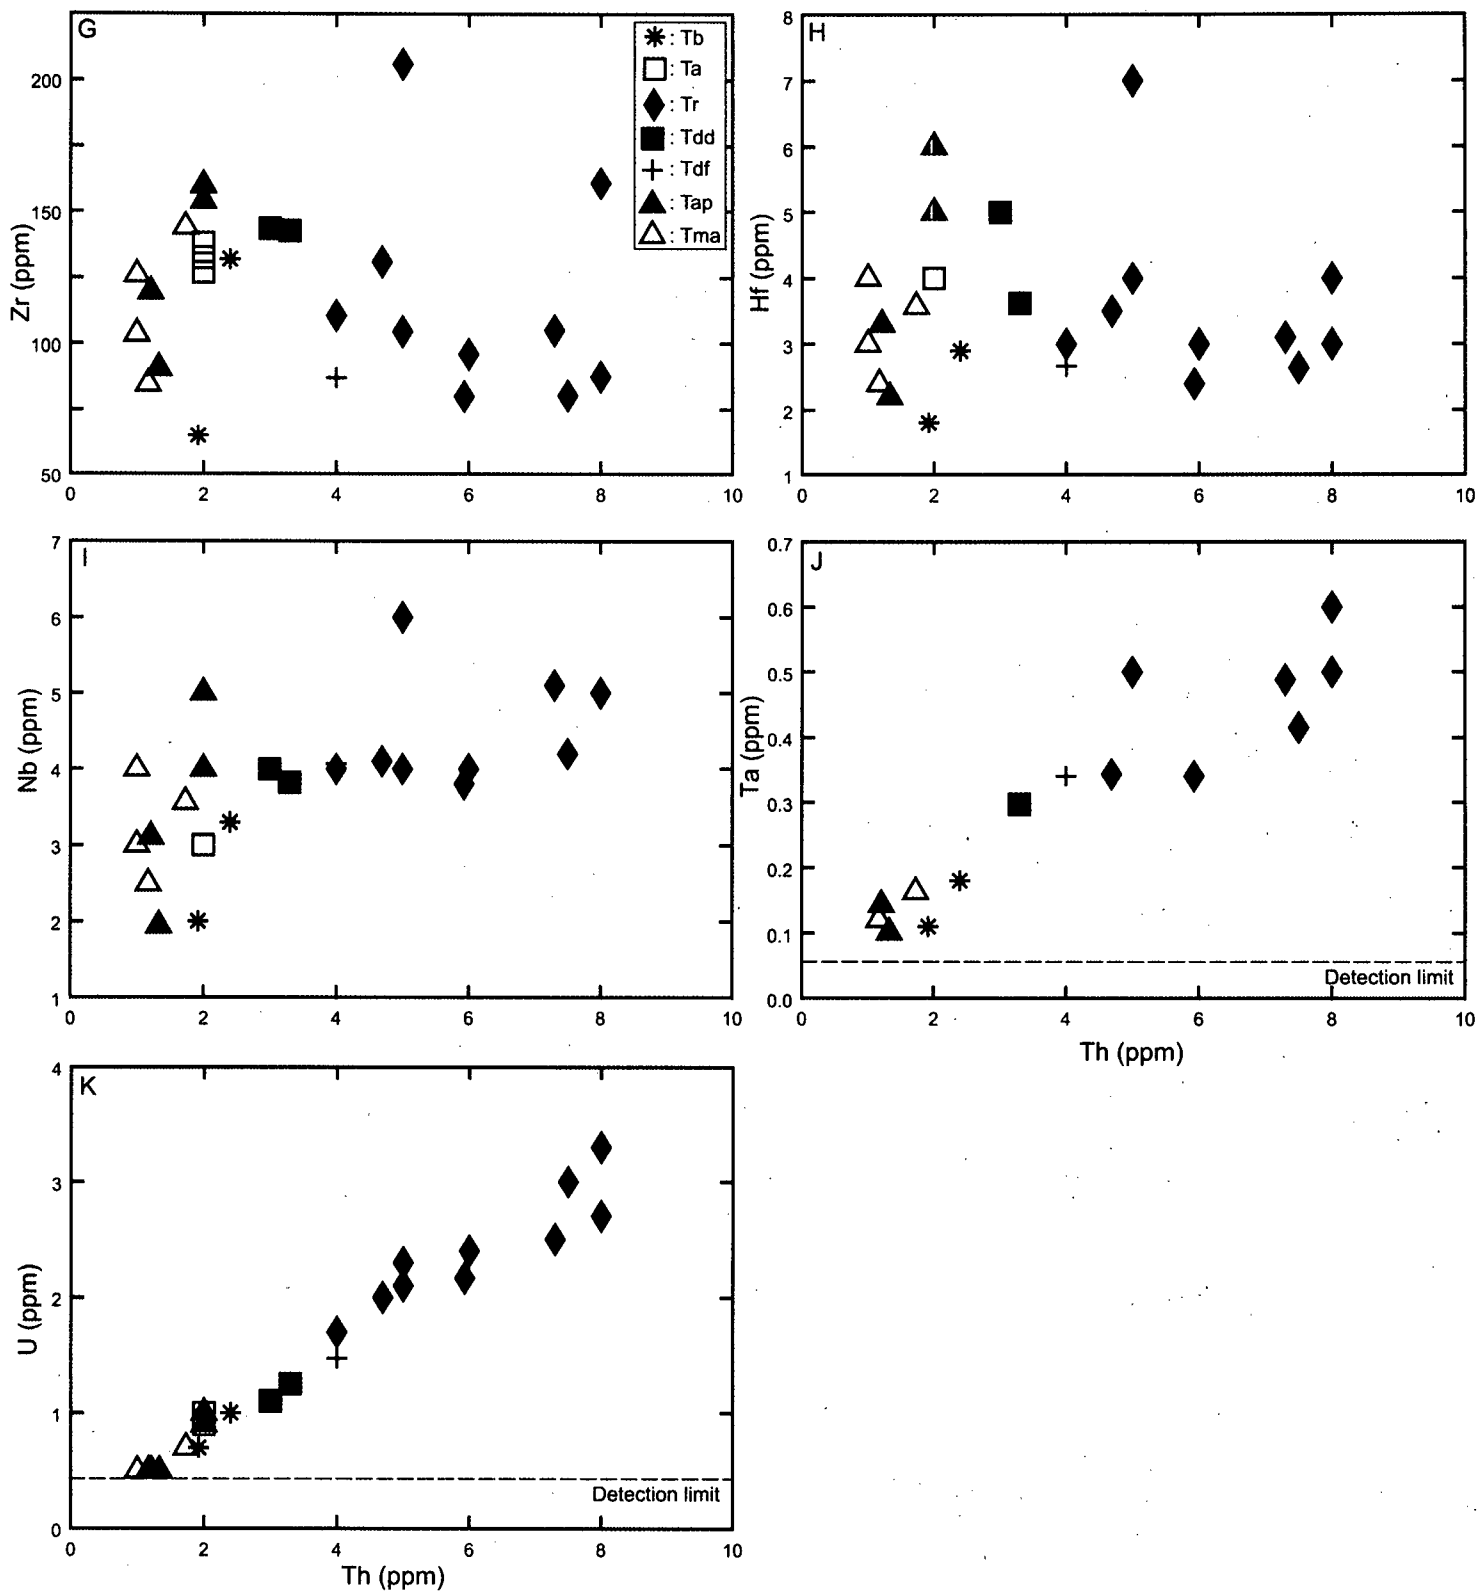 G
: Tb
: Ta
: Tr
: Tdd
: Tdf
: Tap
: Tma
200
150
100
50
Zr (ppm)
0 2 4 6 8 10
H
8
7
6
5
4
3
2
1
Hf (ppm)
0 2 4 6 8 10
I
7
6
5
4
3
2
1
Nb (ppm)
0 2 4 6 8 10
J
0.7
0.6
0.5
0.4
0.3
0.2
0.1
0.0
Ta (ppm)
Detection limit
0 2 4 6 8 10
Th (ppm)
K
4
3
2
1
0
U (ppm)
Detection limit
0 2 4 6 8 10
Th (ppm)